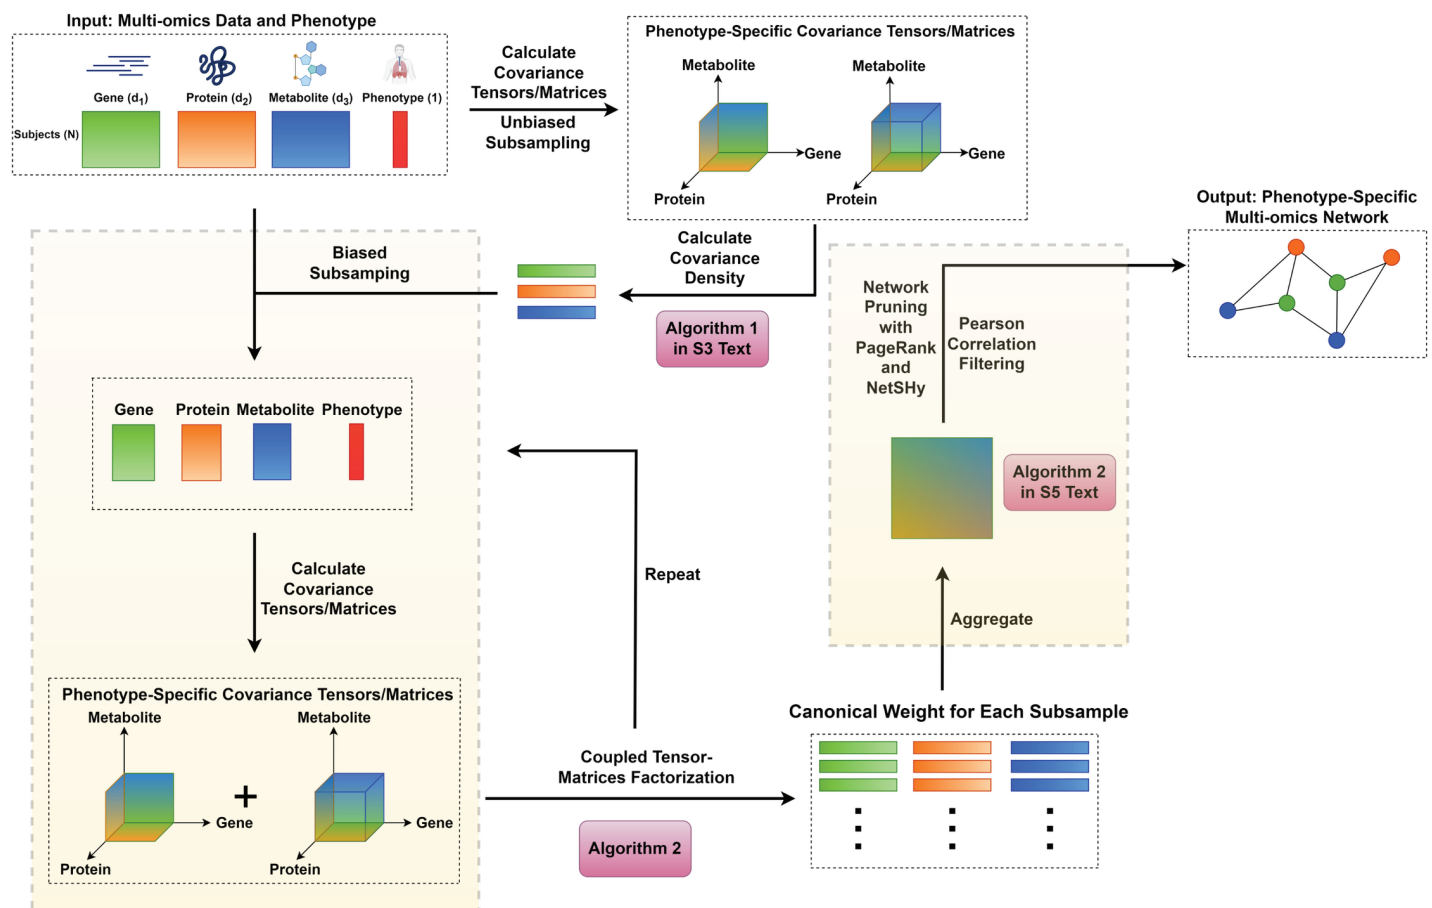 Input: Multi-omics Data and Phenotype
Gene (d1)
Protein (d2)
Metabolite (d3)
Phenotype (1)
Subjects (N)
Calculate
Covariance
Tensors/Matrices
Unbiased
Subsampling
Phenotype-Specific Covariance Tensors/Matrices
Metabolite
Gene
Protein
Metabolite
Gene
Protein
Calculate
Covariance
Density
Algorithm 1
in S3 Text
Biased
Subsamping
Gene
Protein
Metabolite
Phenotype
Calculate
Covariance
Tensors/Matrices
Phenotype-Specific Covariance Tensors/Matrices
Metabolite
Gene
Protein
+
Metabolite
Gene
Protein
Repeat
Coupled Tensor-
Matrices Factorization
Algorithm 2
Canonical Weight for Each Subsample
Aggregate
Algorithm 2
in S5 Text
Network
Pruning
with
PageRank
and
NetSHy
Pearson
Correlation
Filtering
Output: Phenotype-Specific
Multi-omics Network